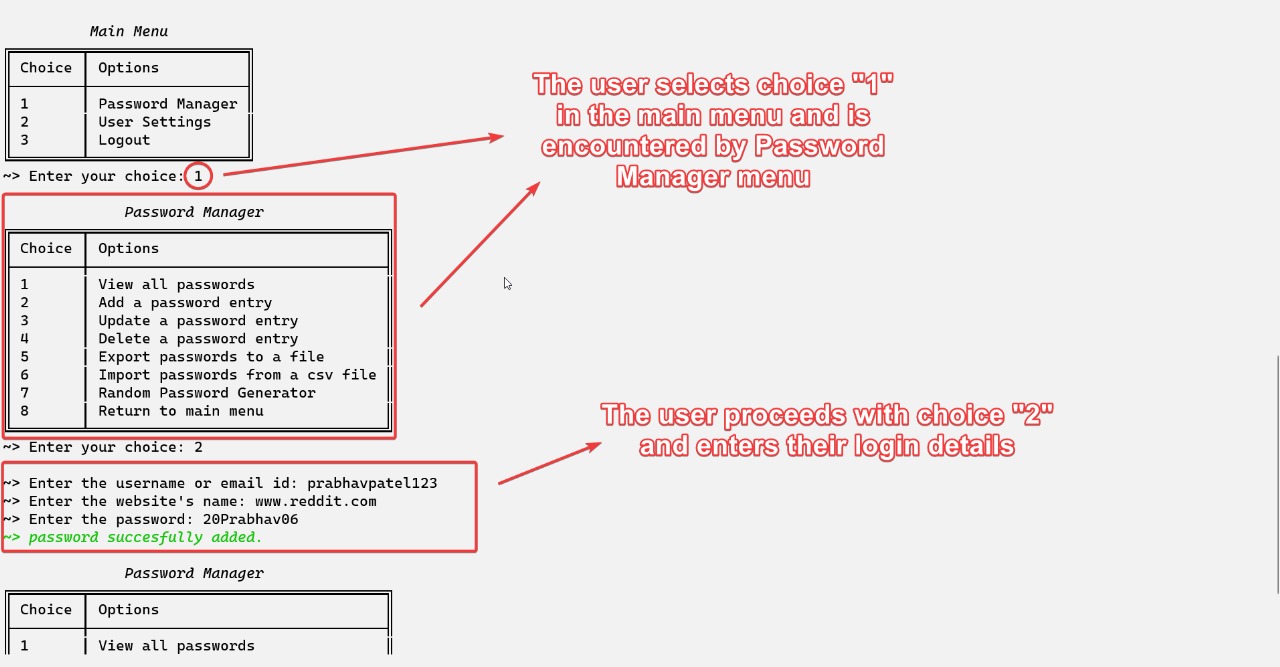 Main Menu
Choice Options
1 Password Manager
2 User Settings
3 Logout
~> Enter your choice: 1
The user selects choice "1"
in the main menu and is
encountered by Password
Manager menu
Password Manager
Choice Options
1 View all passwords
2 Add a password entry
3 Update a password entry
4 Delete a password entry
5 Export passwords to a file
6 Import passwords from a csv file
7 Random Password Generator
8 Return to main menu
~> Enter your choice: 2
The user proceeds with choice "2"
and enters their login details
~> Enter the username or email id: prabhavpatel123
~> Enter the website's name: www.reddit.com
~> Enter the password: 20Prabhav06
~> password succesfully added.
Password Manager
Choice Options
1 View all passwords